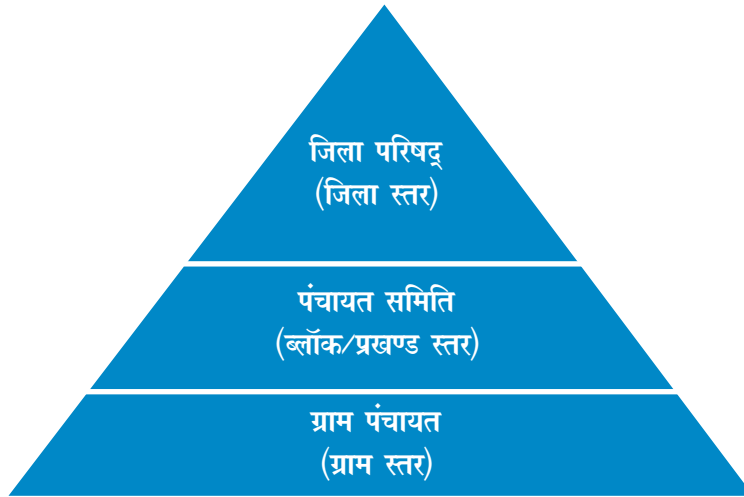 जिला परिषद्
(जिला स्तर)
पंचायत समिति
(ब्लॉक/प्रखण्ड स्तर)
ग्राम पंचायत
(ग्राम स्तर)